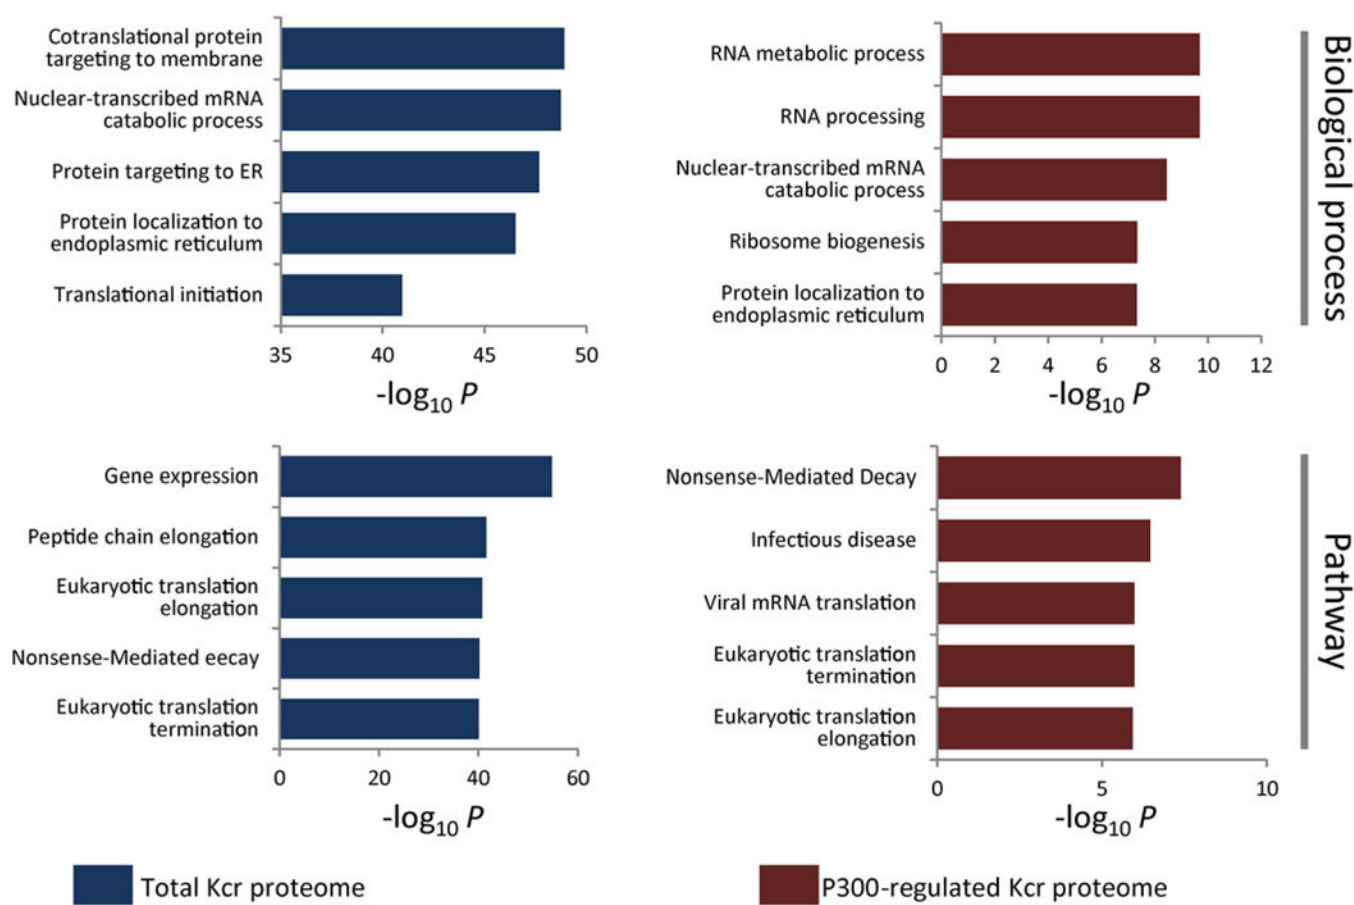 Cotranslational protein
targeting to membrane
Nuclear-transcribed mRNA
catabolic process
Protein targeting to ER
Protein localization to
endoplasmic reticulum
Translational initiation
35 40 45 50
-log10 P
RNA metabolic process
RNA processing
Nuclear-transcribed mRNA
catabolic process
Ribosome biogenesis
Protein localization to
endoplasmic reticulum
0 2 4 6 8 10 12
-log10 P
Biological process
Gene expression
Peptide chain elongation
Eukaryotic translation
elongation
Nonsense-Mediated eecay
Eukaryotic translation
termination
0 20 40 60
-log10 P
Nonsense-Mediated Decay
Infectious disease
Viral mRNA translation
Eukaryotic translation
termination
Eukaryotic translation
elongation
0 5 10
-log10 P
Pathway
Total Kcr proteome
P300-regulated Kcr proteome